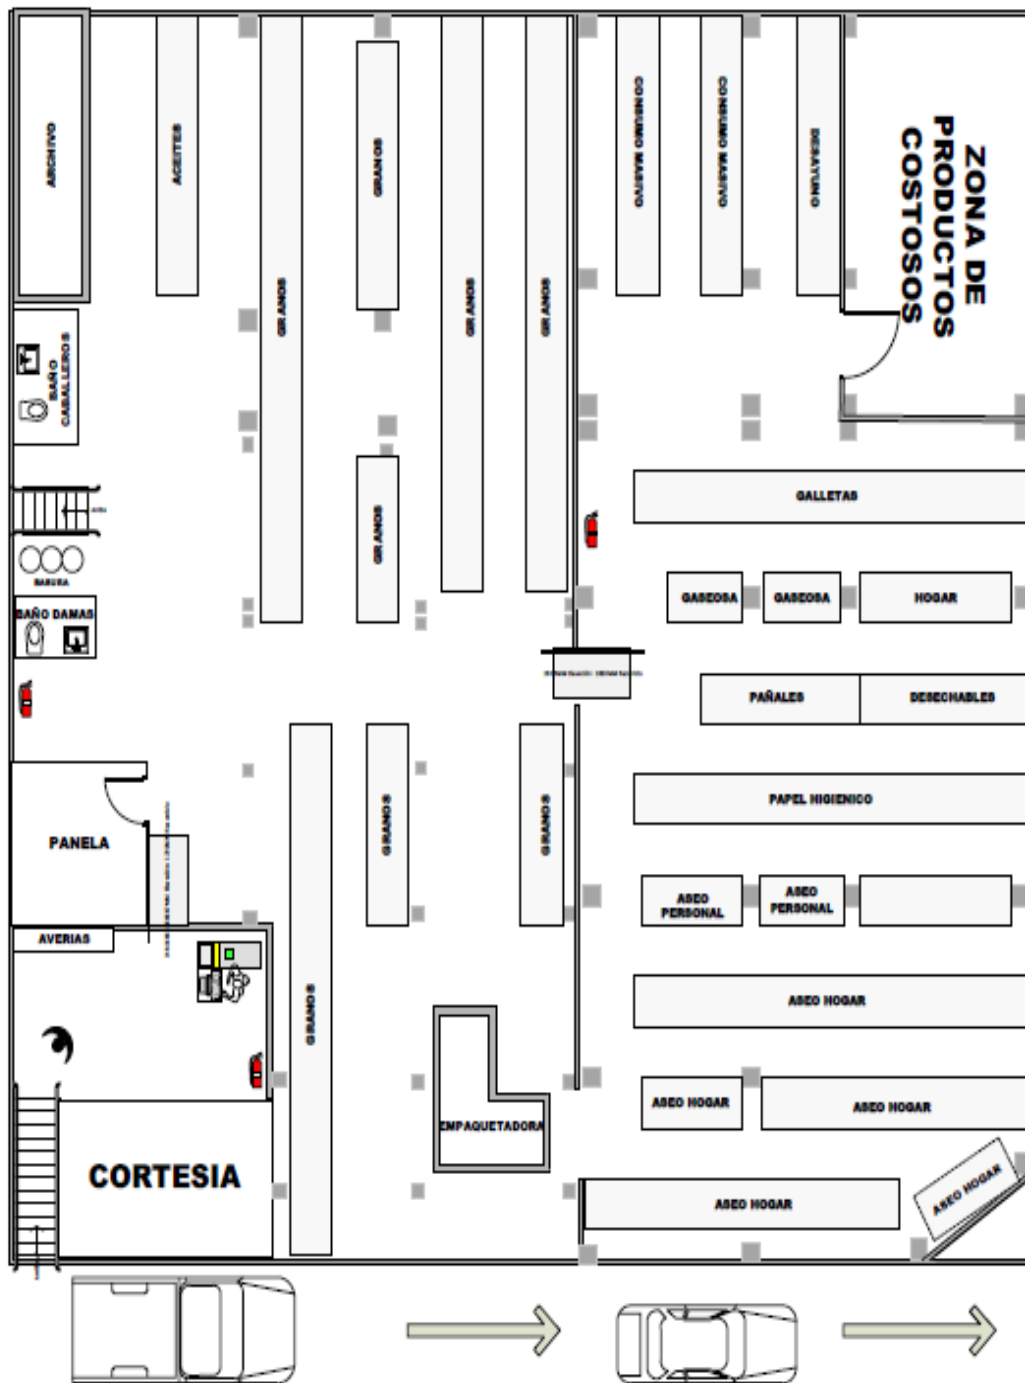 ARCHIVO
ACEITES
GRANOS
GRANOS
GRANOS
GRANOS
CONSUMO MASIVO
CONSUMO MASIVO
DESAYUNO
ZONA DE
PRODUCTOS
COSTOSOS
BAÑO
CABALLEROS
GRANOS
BASURA
BAÑO DAMAS
GALLETAS
GASEOSA
GASEOSA
HOGAR
PAÑALES
DESECHABLES
PANELA
GRANOS
GRANOS
GRANOS
PAPEL HIGIENICO
ASEO
PERSONAL
ASEO
PERSONAL
AVERIAS
ASEO HOGAR
EMPAQUETADORA
ASEO HOGAR
ASEO HOGAR
CORTESIA
ASEO HOGAR
ASEO HOGAR